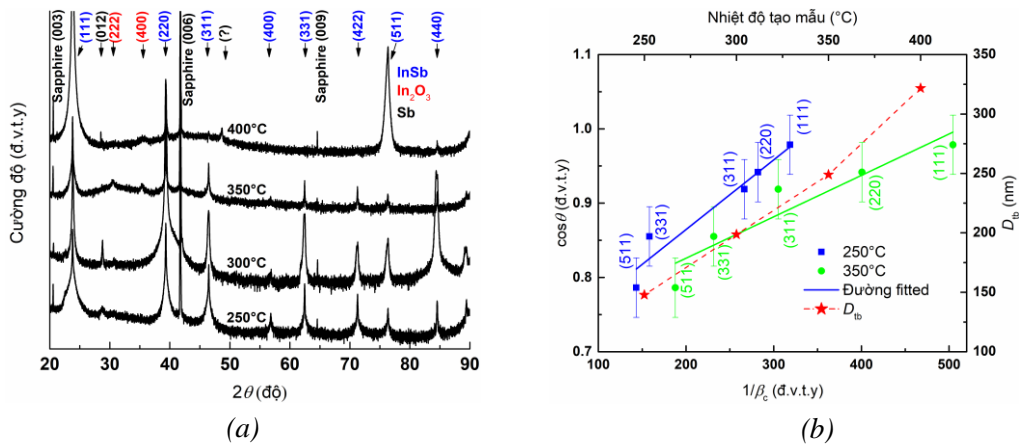 Cường độ (đ.v.t.y)
Sapphire (003)
(111)
(012)
(222)
(400)
(220)
Sapphire (006)
(311)
(?)
(400)
(331)
Sapphire (009)
(422)
(511)
(440)
InSb
In₂O₃
Sb
400°C
350°C
300°C
250°C
20 30 40 50 60 70 80 90
2θ (độ)
(a)
Nhiệt độ tạo mẫu (°C)
250 300 350 400
cosθ (đ.v.t.y)
1.1
1.0
0.9
0.8
0.7
350
300
250
200
150
100
D_tb (nm)
(511)
(331)
(311)
(220)
(111)
(511)
(331)
(311)
(220)
(111)
250°C
350°C
Đường fitted
D_tb
100 200 300 400 500
1/β_c (đ.v.t.y)
(b)